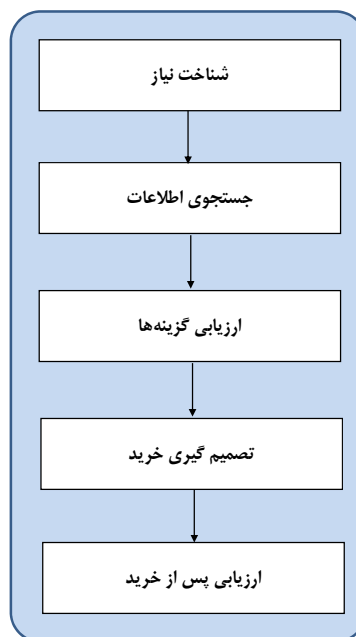 شناخت نیاز
جستجوی اطلاعات
ارزیابی گزینه‌ها
تصمیم گیری خرید
ارزیابی پس از خرید